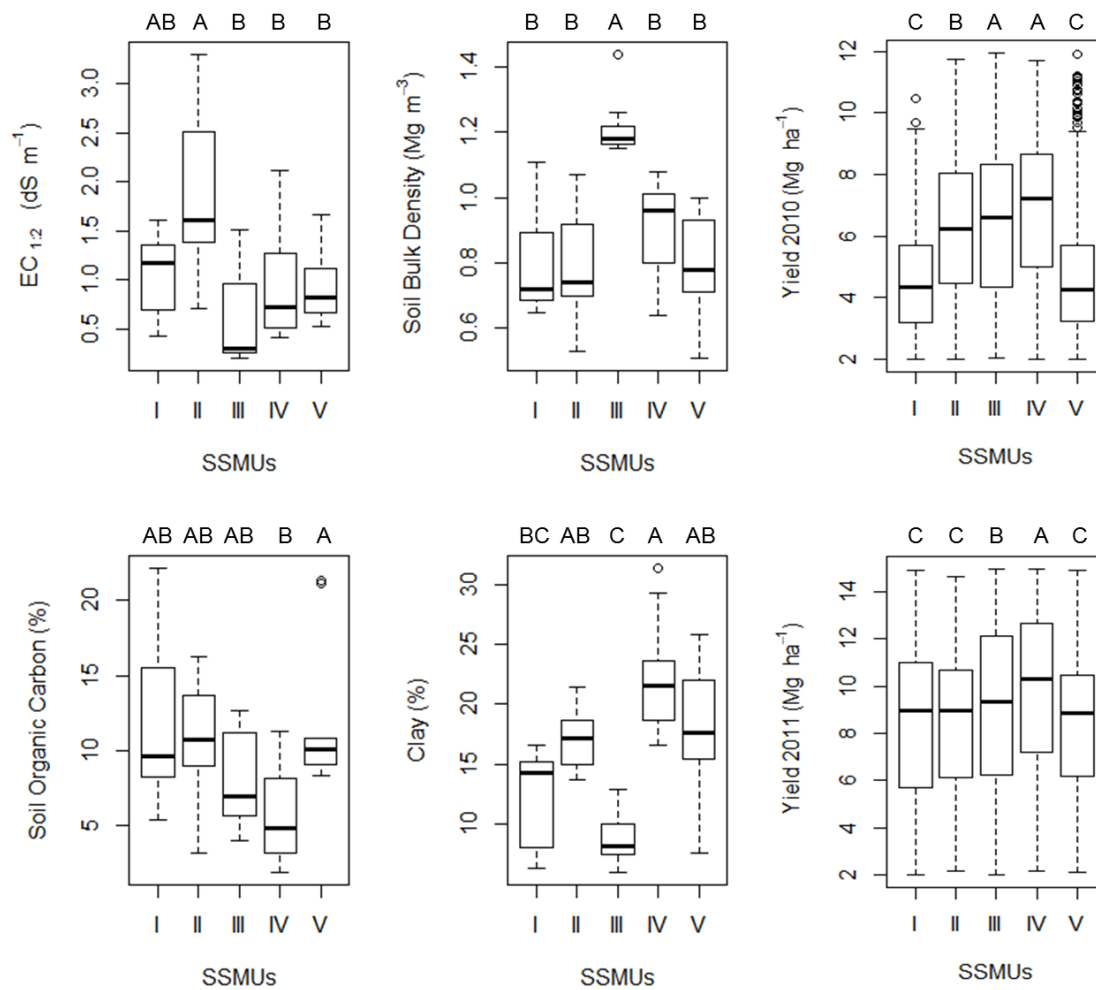 AB A B B B
EC 1:2 (dS m⁻¹)
3.0
2.5
2.0
1.5
1.0
0.5
I II III IV V
SSMUs
B B A B B
Soil Bulk Density (Mg m⁻³)
1.4
1.2
1.0
0.8
0.6
I II III IV V
SSMUs
C B A A C
Yield 2010 (Mg ha⁻¹)
12
10
8
6
4
2
I II III IV V
SSMUs
AB AB AB B A
Soil Organic Carbon (%)
20
15
10
5
I II III IV V
SSMUs
BC AB C A AB
Clay (%)
30
25
20
15
10
I II III IV V
SSMUs
C C B A C
Yield 2011 (Mg ha⁻¹)
14
12
10
8
6
4
2
I II III IV V
SSMUs